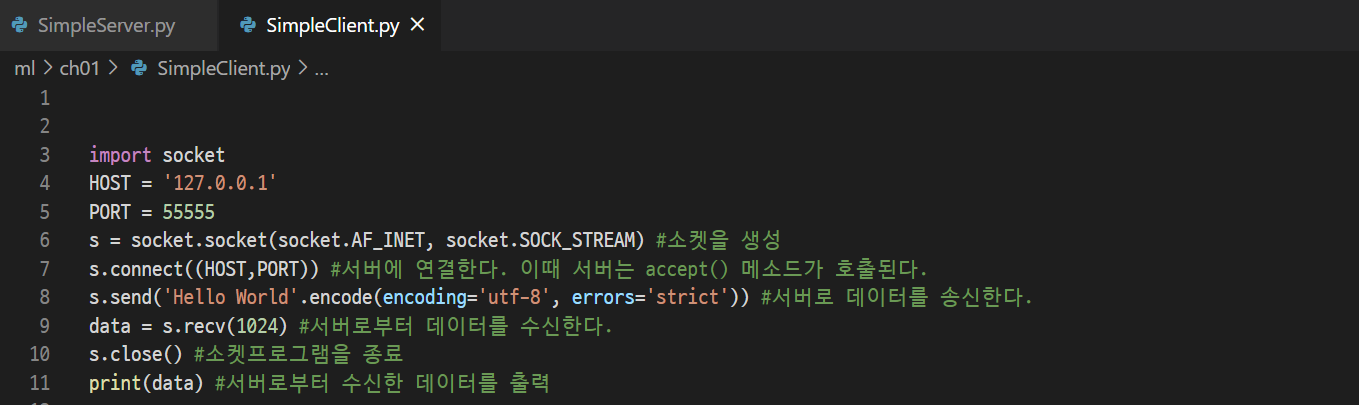 SimpleServer.py SimpleClient.py ×
ml > ch01 > SimpleClient.py > ...
1
2
3 import socket
4 HOST = '127.0.0.1'
5 PORT = 55555
6 s = socket.socket(socket.AF_INET, socket.SOCK_STREAM) #소켓을 생성
7 s.connect((HOST,PORT)) #서버에 연결한다. 이때 서버는 accept() 메소드가 호출된다.
8 s.send('Hello World'.encode(encoding='utf-8', errors='strict')) #서버로 데이터를 송신한다.
9 data = s.recv(1024) #서버로부터 데이터를 수신한다.
10 s.close() #소켓프로그램을 종료
11 print(data) #서버로부터 수신한 데이터를 출력